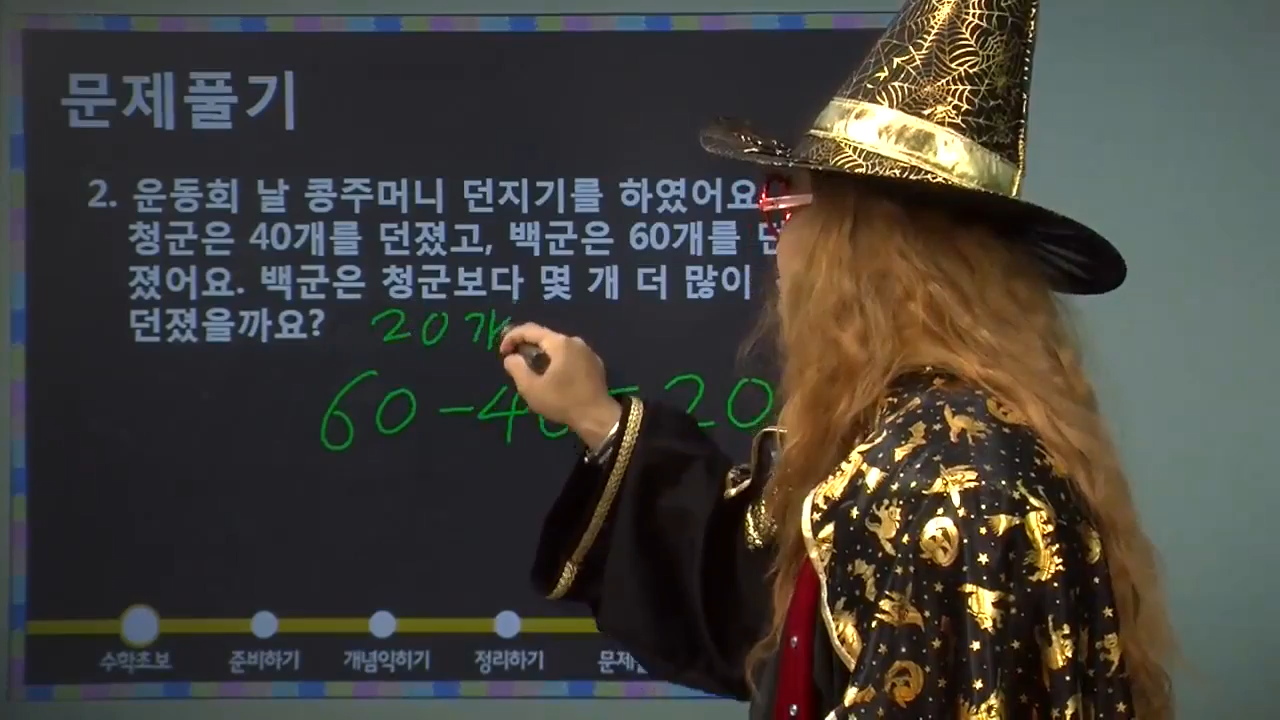 문제풀기
2. 운동회 날 콩주머니 던지기를 하였어요
청군은 40개를 던졌고, 백군은 60개를 던
졌어요. 백군은 청군보다 몇 개 더 많이
던졌을까요? 20개
60-40=20
수학초보 준비하기 개념익히기 정리하기